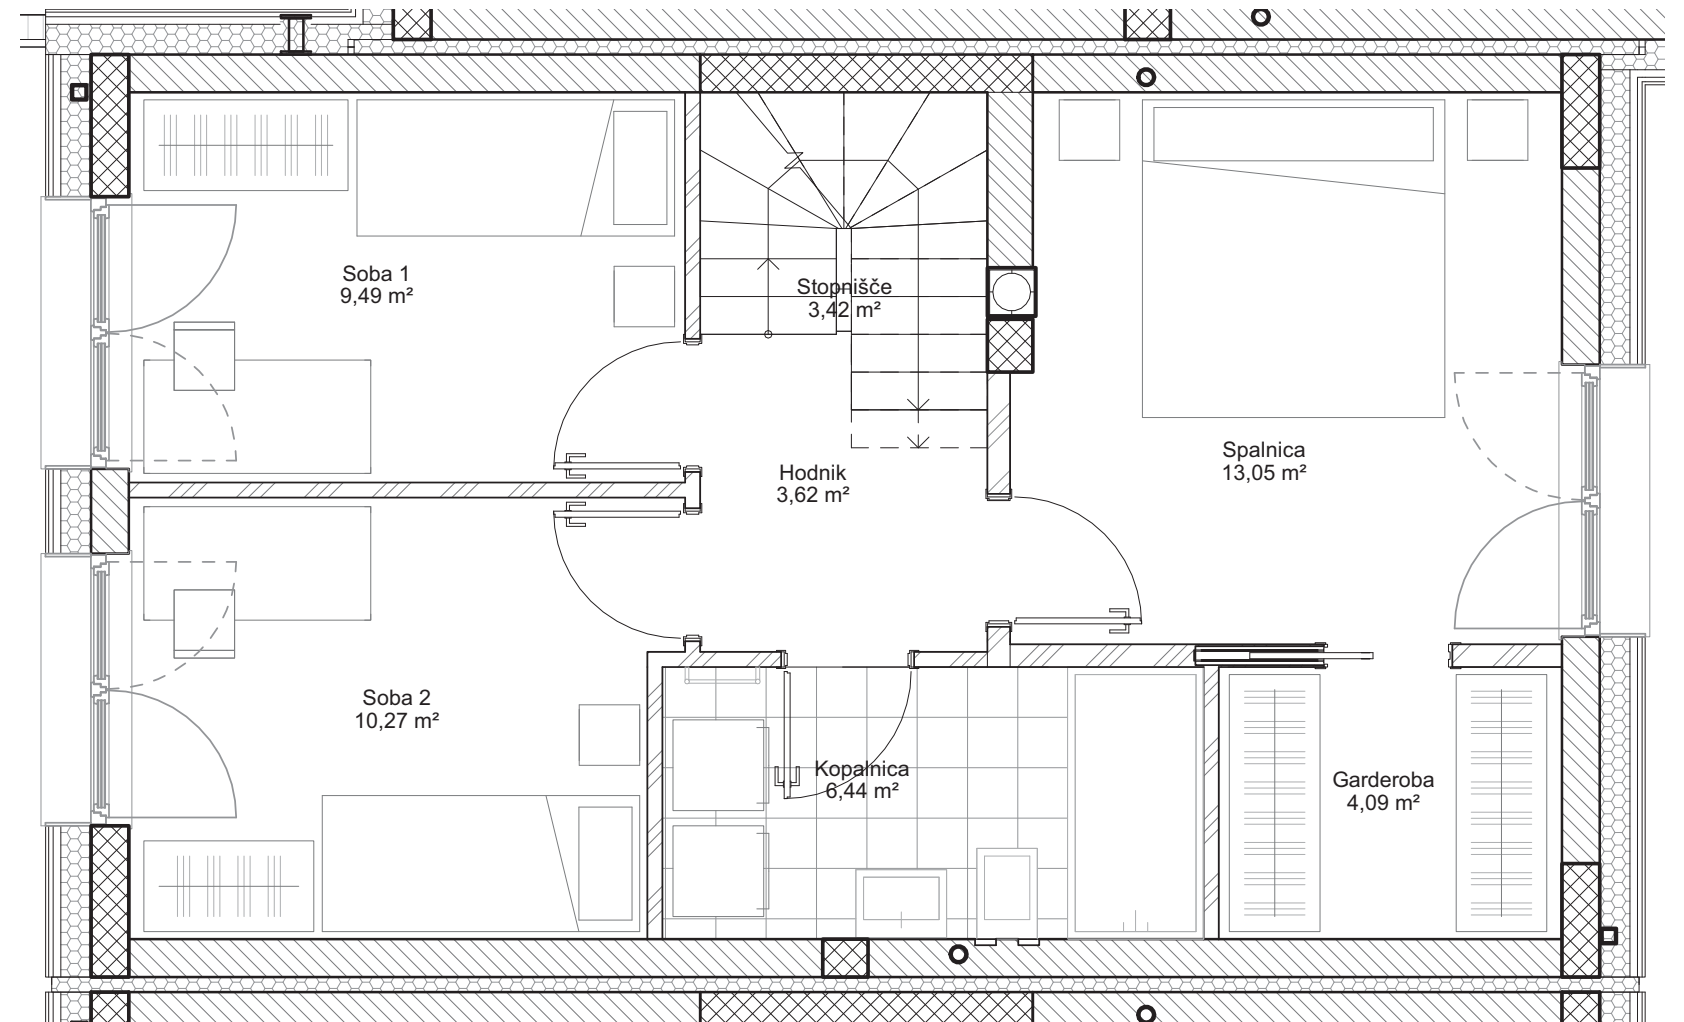 Soba 1
9,49 m²
Stopnišče
3,42 m²
Spalnica
13,05 m²
Hodnik
3,62 m²
Soba 2
10,27 m²
Kopalnica
6,44 m²
Garderoba
4,09 m²